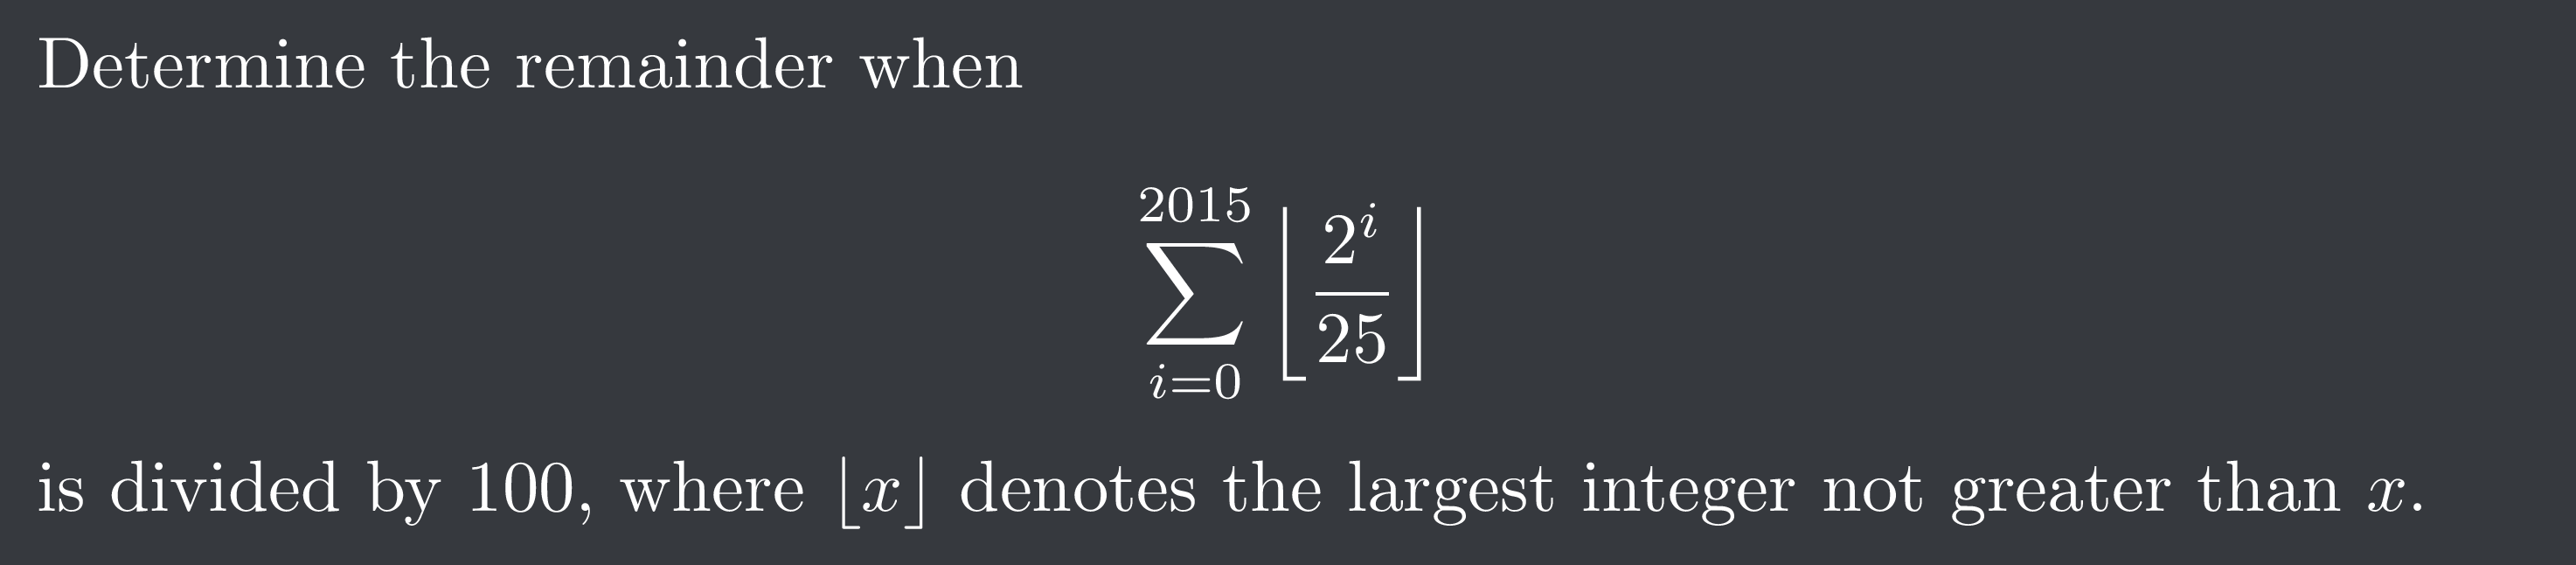 Determine the remainder when
$$\sum_{i=0}^{2015} \left\lfloor \frac{2^i}{25} \right\rfloor$$
is divided by 100, where $\lfloor x \rfloor$ denotes the largest integer not greater than $x$.